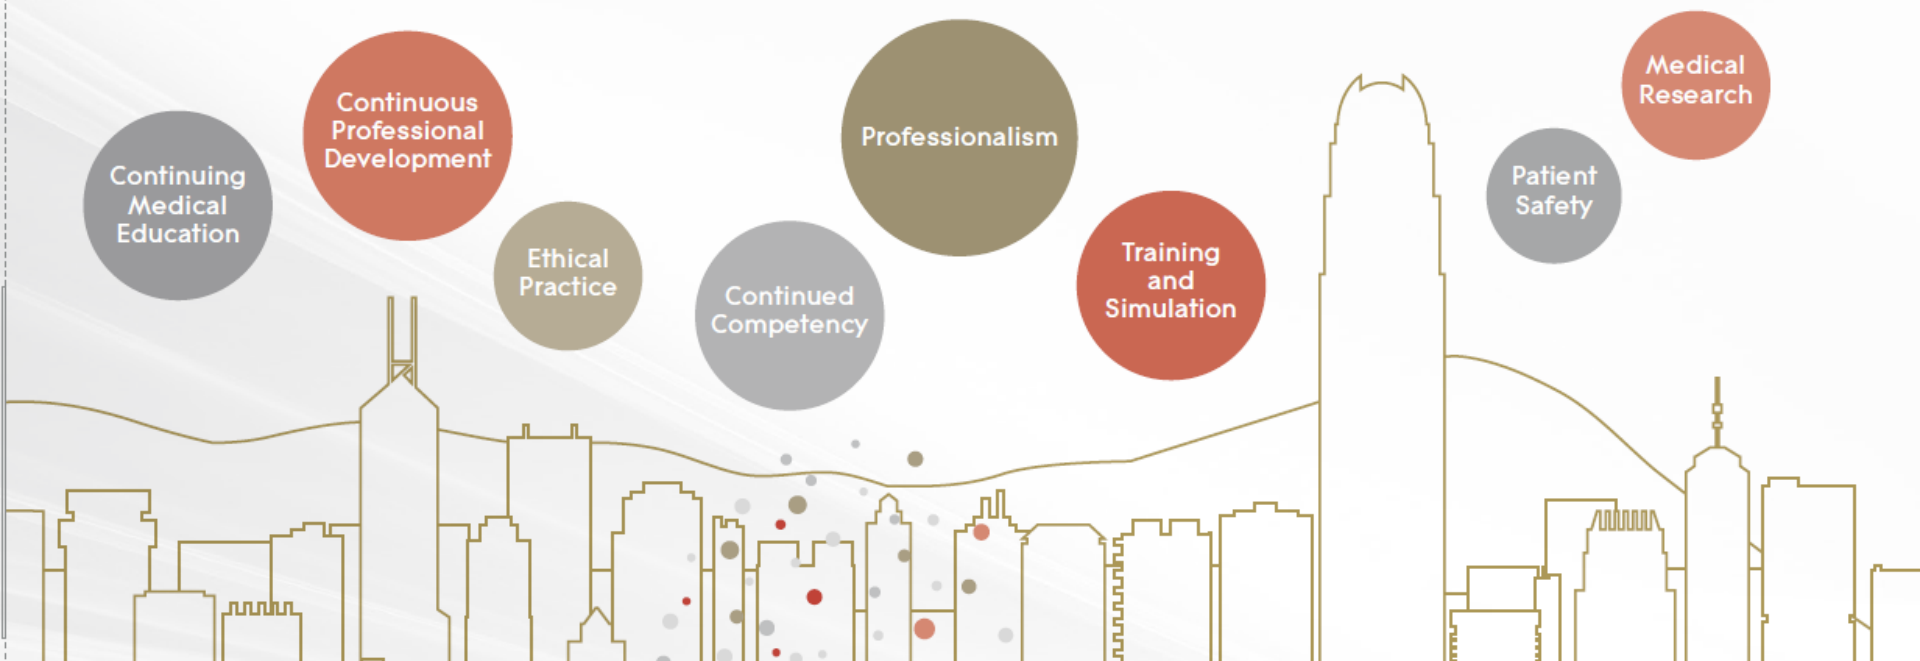 Continuing
Medical
Education
Continuous
Professional
Development
Ethical
Practice
Continued
Competency
Professionalism
Training
and
Simulation
Patient
Safety
Medical
Research